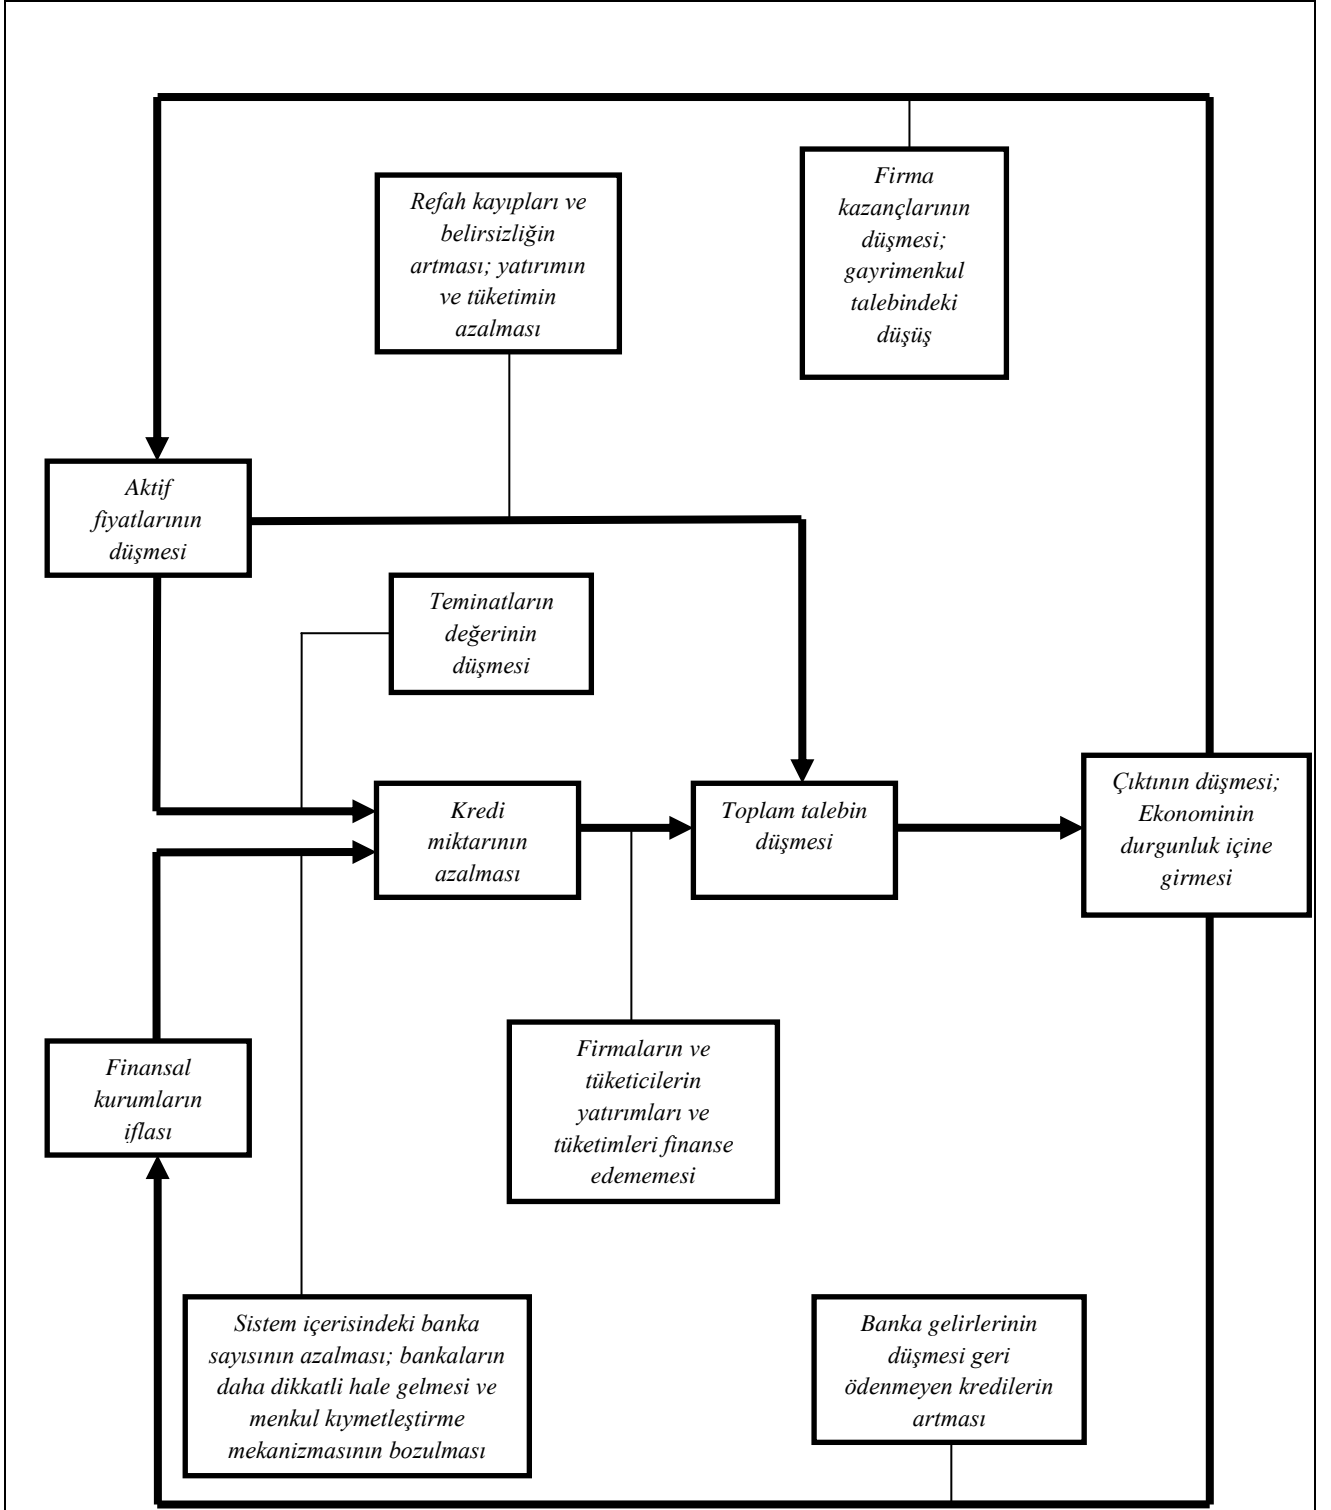 Firma
kazançlarının
düşmesi;
gayrimenkul
talebindeki
düşüş
Refah kayıpları ve
belirsizliğin
artması; yatırımın
ve tüketimin
azalması
Aktif
fiyatlarının
düşmesi
Teminatların
değerinin
düşmesi
Kredi
miktarının
azalması
Toplam talebin
düşmesi
Çıktının düşmesi;
Ekonominin
durgunluk içine
girmesi
Finansal
kurumların
iflası
Firmaların ve
tüketicilerin
yatırımları ve
tüketimleri finanse
edememesi
Sistem içerisindeki banka
sayısının azalması; bankaların
daha dikkatli hale gelmesi ve
menkul kıymetleştirme
mekanizmasının bozulması
Banka gelirlerinin
düşmesi geri
ödenmeyen kredilerin
artması